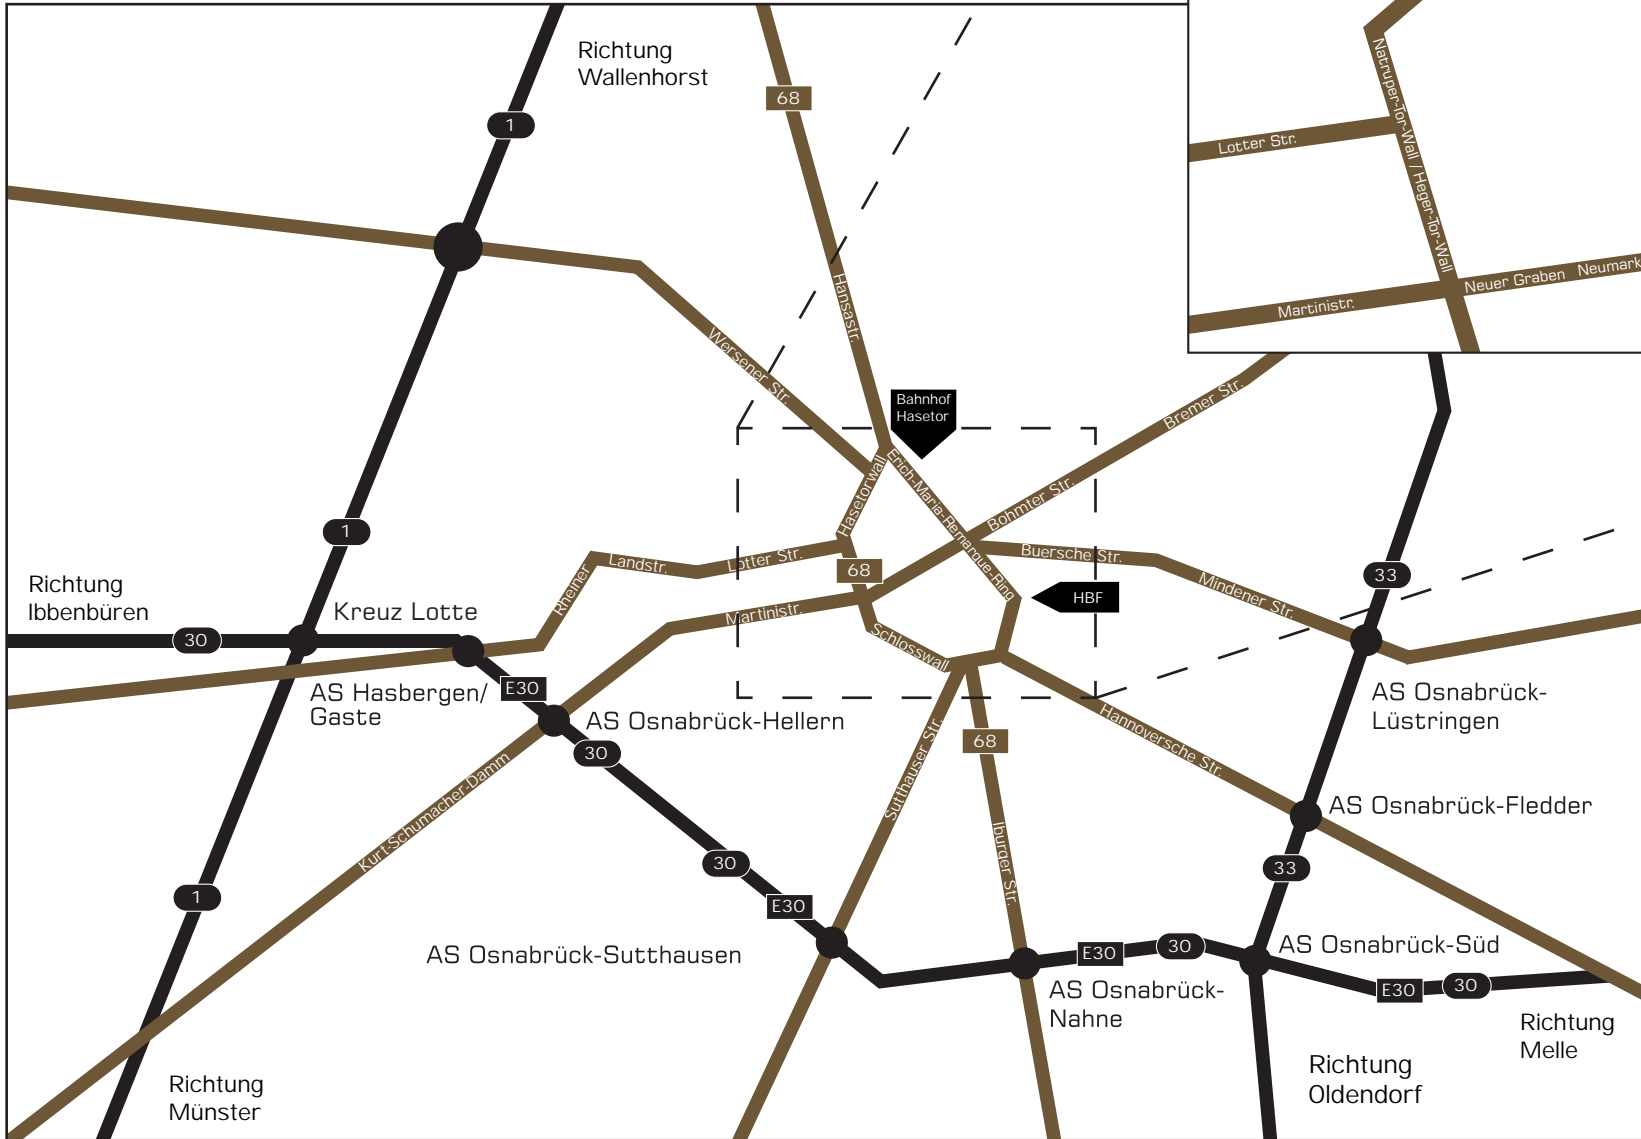 Richtung
Wallenhorst
1
68
Natruper-Tor-Wall / Heger-Tor-Wall
Lotter Str.
Martinistr.
Neuer Graben
Neumark
Hansastr.
Wersener Str.
Bahnhof
Hasetor
Bremer Str.
Hasetorwall
Erich-Maria-Remarque-Ring
Bohmter Str.
1
Richtung
Ibbenbüren
Kreuz Lotte
30
Rheiner
Landstr.
Lotter Str.
68
Buersche Str.
Mindener Str.
33
HBF
Martinistr.
Schlosswall
AS Hasbergen/
Gaste
E30
AS Osnabrück-Hellern
30
AS Osnabrück-
Lüstringen
Hannoversche Str.
68
Sutthauser Str.
Kurt-Schumacher-Damm
AS Osnabrück-Fledder
Iburger Str.
30
33
1
E30
AS Osnabrück-Sutthausen
E30
30
AS Osnabrück-Süd
AS Osnabrück-
Nahne
E30
30
Richtung
Melle
Richtung
Oldendorf
Richtung
Münster